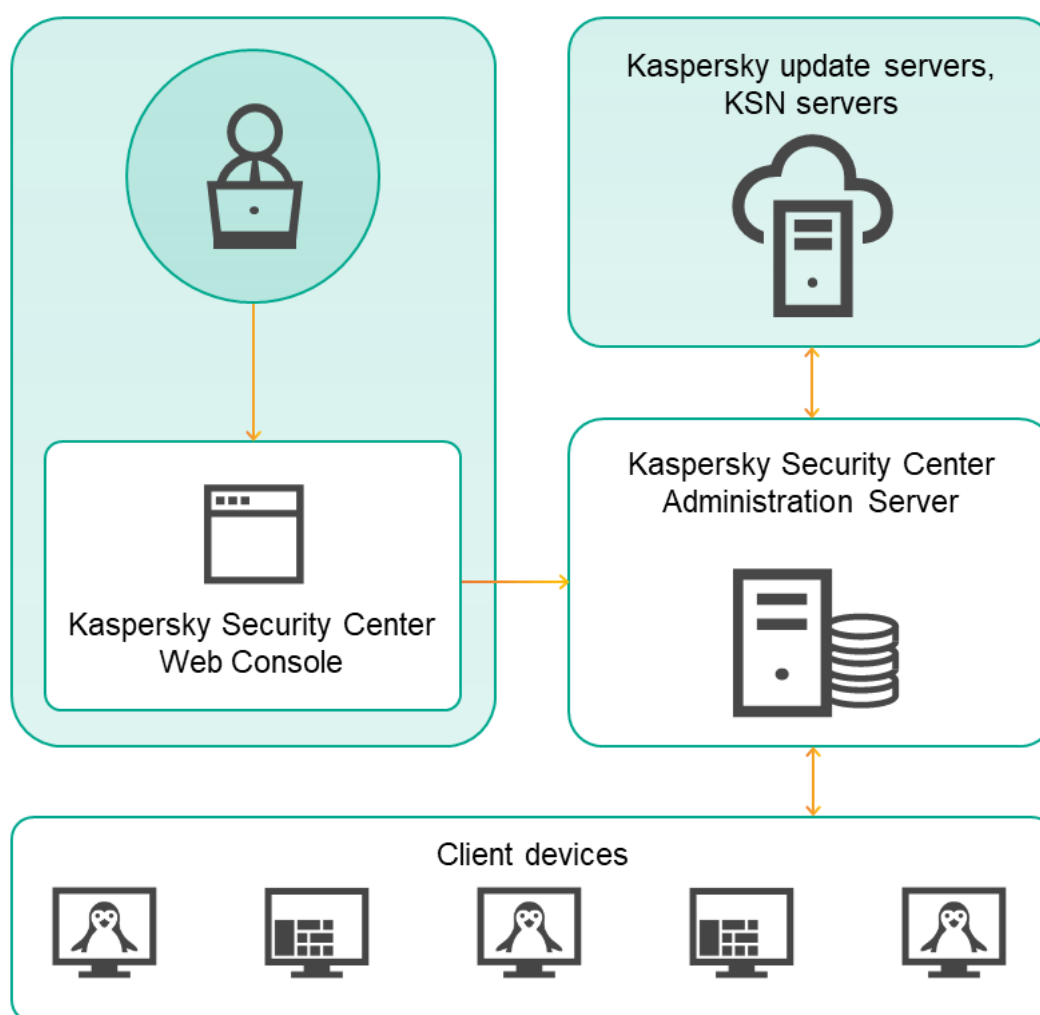 Kaspersky update servers,
KSN servers
Kaspersky Security Center
Administration Server
Kaspersky Security Center
Web Console
Client devices